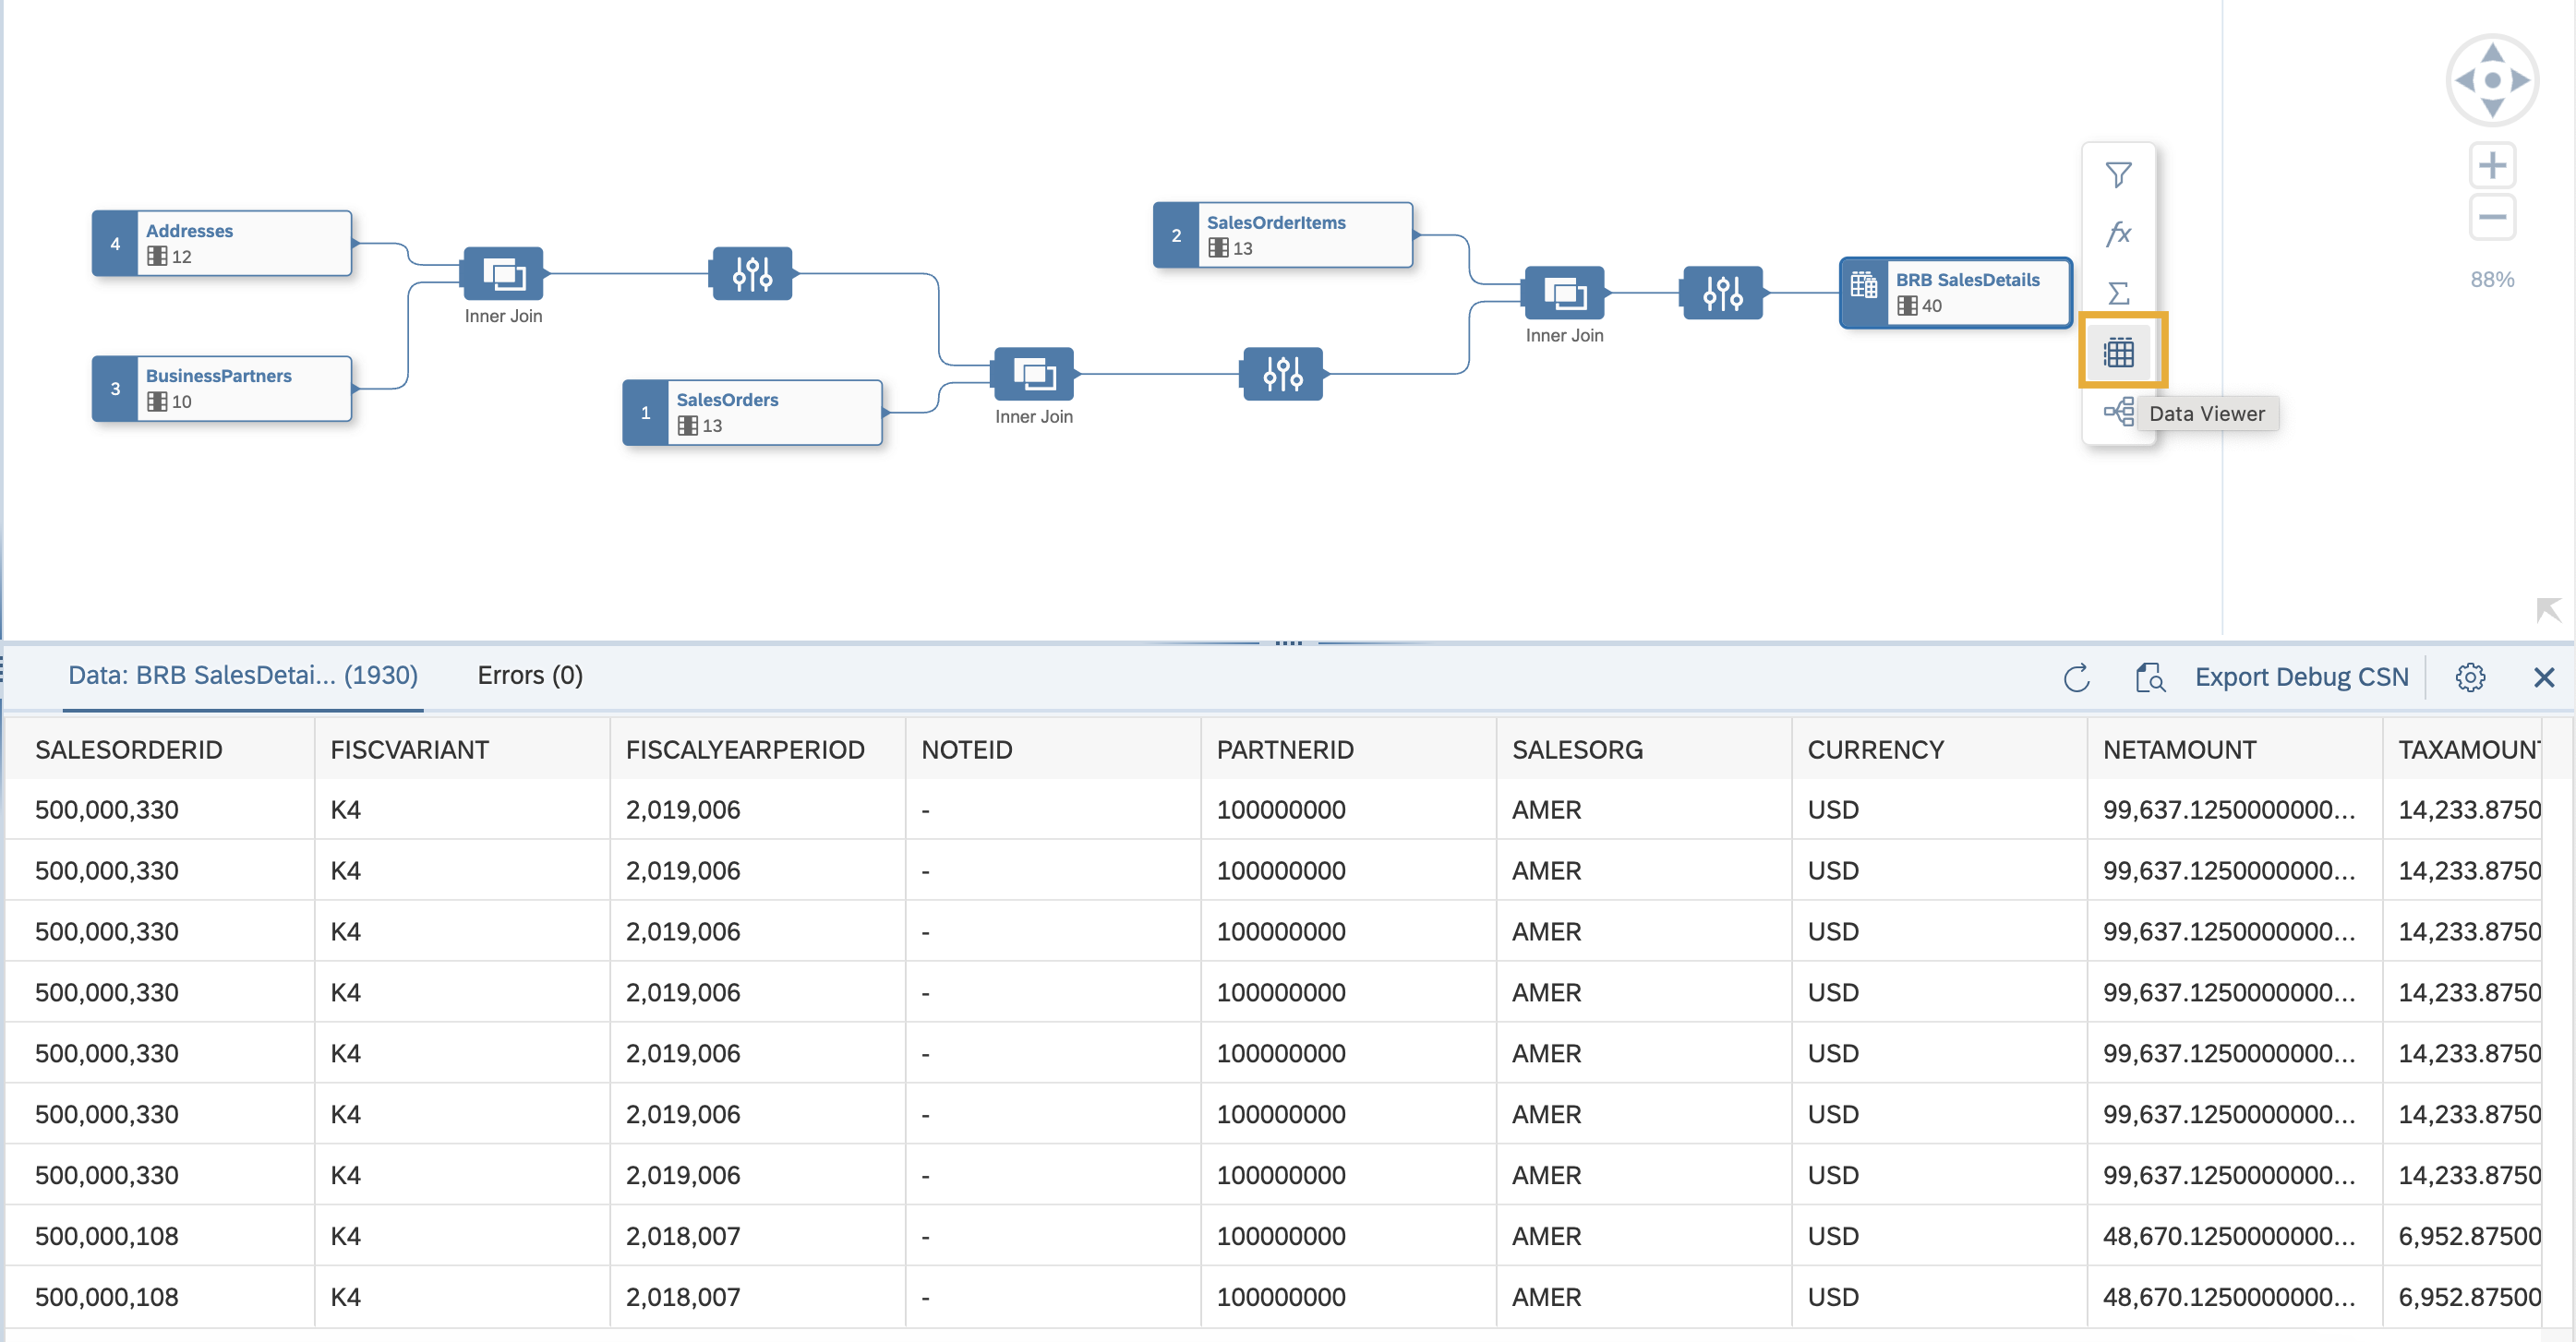 4 Addresses
12
Inner Join
3 BusinessPartners
10
1 SalesOrders
13
Inner Join
2 SalesOrderItems
13
Inner Join
BRB SalesDetails
40
fx
Σ
Data Viewer
88%
Data: BRB SalesDetai... (1930) Errors (0) Export Debug CSN
SALESORDERID FISCVARIANT FISCALYEARPERIOD NOTEID PARTNERID SALESORG CURRENCY NETAMOUNT TAXAMOUNT
500,000,330 K4 2,019,006 - 100000000 AMER USD 99,637.1250000000... 14,233.8750
500,000,330 K4 2,019,006 - 100000000 AMER USD 99,637.1250000000... 14,233.8750
500,000,330 K4 2,019,006 - 100000000 AMER USD 99,637.1250000000... 14,233.8750
500,000,330 K4 2,019,006 - 100000000 AMER USD 99,637.1250000000... 14,233.8750
500,000,330 K4 2,019,006 - 100000000 AMER USD 99,637.1250000000... 14,233.8750
500,000,330 K4 2,019,006 - 100000000 AMER USD 99,637.1250000000... 14,233.8750
500,000,330 K4 2,019,006 - 100000000 AMER USD 99,637.1250000000... 14,233.8750
500,000,108 K4 2,018,007 - 100000000 AMER USD 48,670.1250000000... 6,952.87500
500,000,108 K4 2,018,007 - 100000000 AMER USD 48,670.1250000000... 6,952.87500